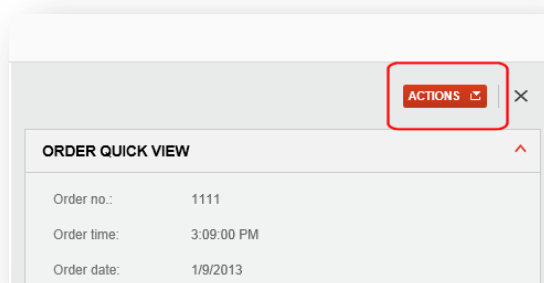 ACTIONS
ORDER QUICK VIEW
Order no.: 1111
Order time: 3:09:00 PM
Order date: 1/9/2013